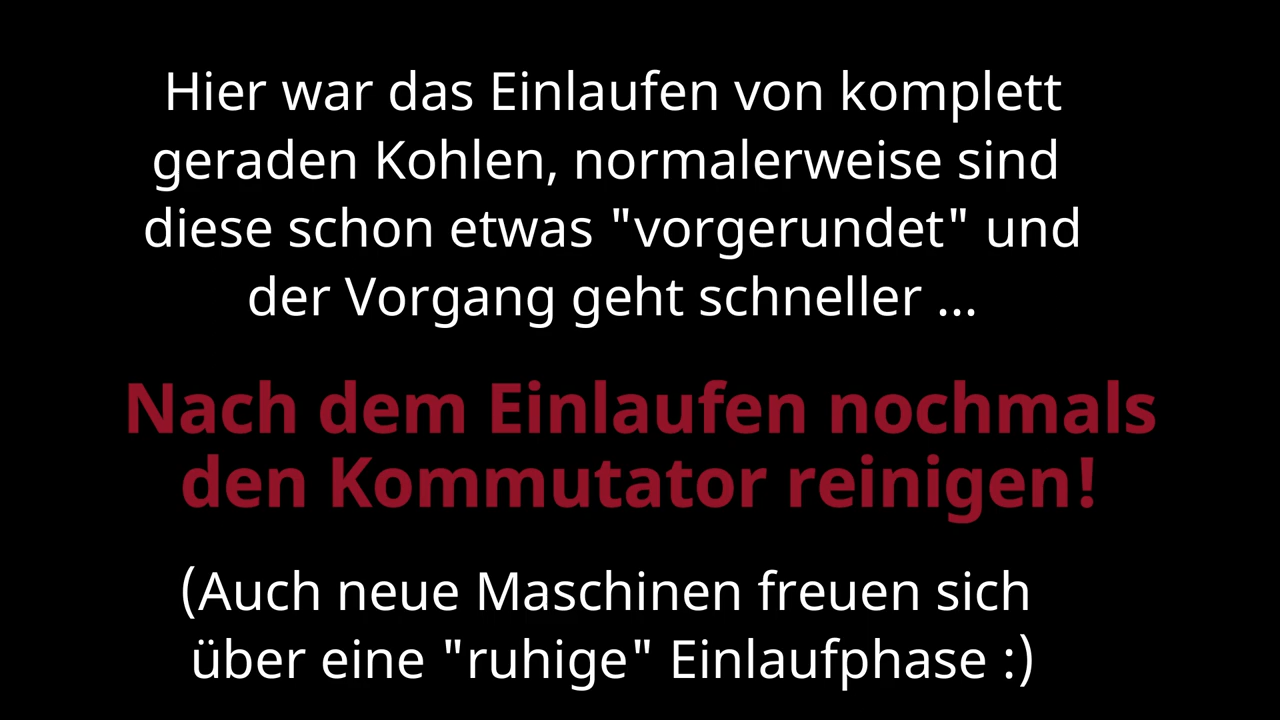 Hier war das Einlaufen von komplett
geraden Kohlen, normalerweise sind
diese schon etwas "vorgerundet" und
der Vorgang geht schneller ...
Nach dem Einlaufen nochmals
den Kommutator reinigen!
(Auch neue Maschinen freuen sich
über eine "ruhige" Einlaufphase :)